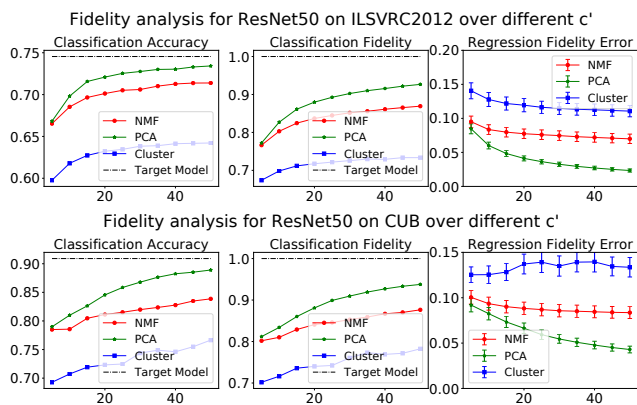 Fidelity analysis for ResNet50 on ILSVRC2012 over different c'
Classification Accuracy
Classification Fidelity
Regression Fidelity Error
0.75
0.70
0.65
0.60
20
40
NMF
PCA
Cluster
Target Model
1.0
0.9
0.8
0.7
20
40
NMF
PCA
Cluster
Target Model
0.20
0.15
0.10
0.05
0.00
20
40
NMF
PCA
Cluster
Fidelity analysis for ResNet50 on CUB over different c'
Classification Accuracy
Classification Fidelity
Regression Fidelity Error
0.90
0.85
0.80
0.75
0.70
20
40
NMF
PCA
Cluster
Target Model
1.0
0.9
0.8
0.7
20
40
NMF
PCA
Cluster
Target Model
0.15
0.10
0.05
0.00
20
40
NMF
PCA
Cluster